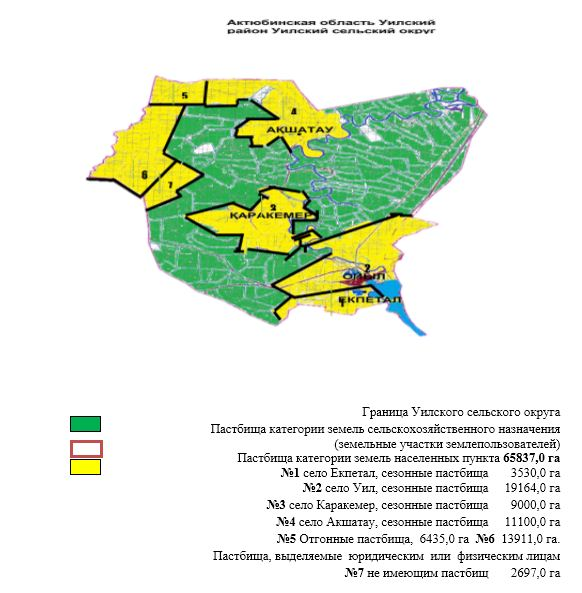 Актюбинская область Уилский
район Уилский сельский округ
5
4
АҚШАТАУ
6
7
3
ҚАРАКЕМЕР
2
ОЙЫЛ
1
ЕКПЕТАЛ
Граница Уилского сельского округа
Пастбища категории земель сельскохозяйственного назначения
(земельные участки землепользователей)
Пастбища категории земель населенных пункта 65837,0 га
№1 село Екпетал, сезонные пастбища 3530,0 га
№2 село Уил, сезонные пастбища 19164,0 га
№3 село Каракемер, сезонные пастбища 9000,0 га
№4 село Акшатау, сезонные пастбища 11100,0 га
№5 Отгонные пастбища, 6435,0 га №6 13911,0 га.
Пастбища, выделяемые юридическим или физическим лицам
№7 не имеющим пастбищ 2697,0 га